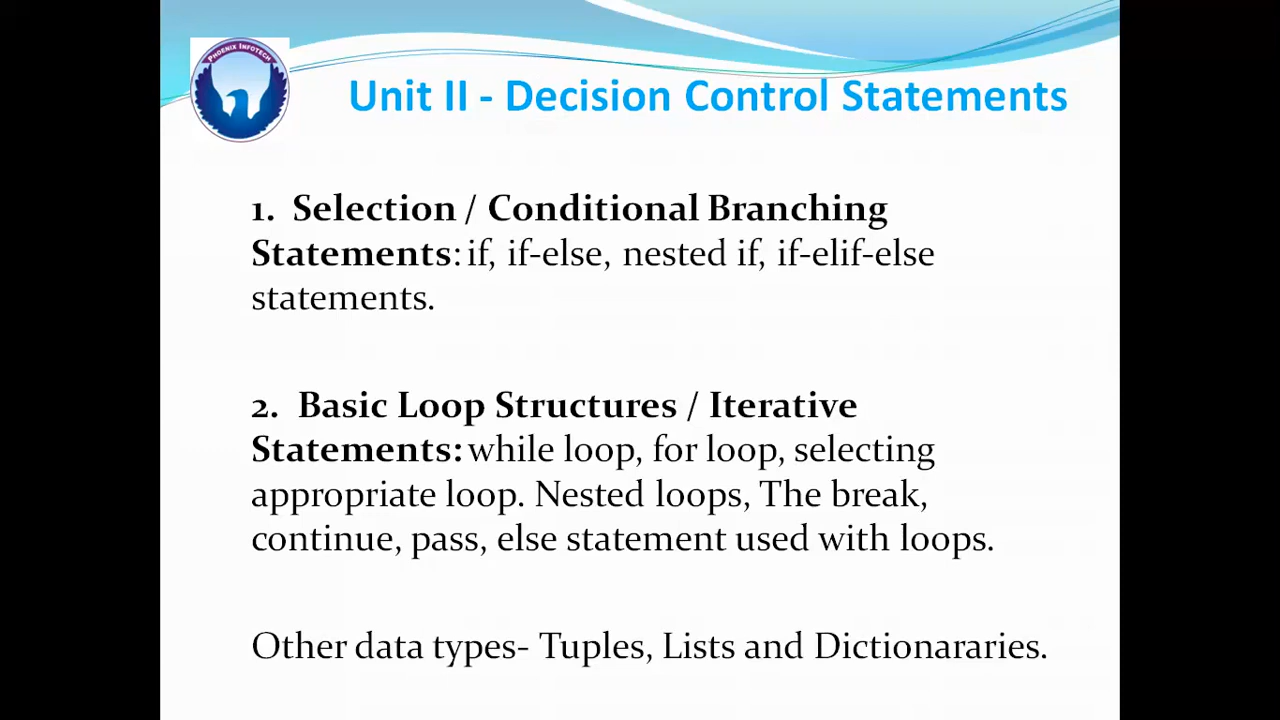 PHOENIX INFOTECH
Unit II - Decision Control Statements
1. Selection / Conditional Branching
Statements: if, if-else, nested if, if-elif-else
statements.
2. Basic Loop Structures / Iterative
Statements: while loop, for loop, selecting
appropriate loop. Nested loops, The break,
continue, pass, else statement used with loops.
Other data types- Tuples, Lists and Dictionararies.